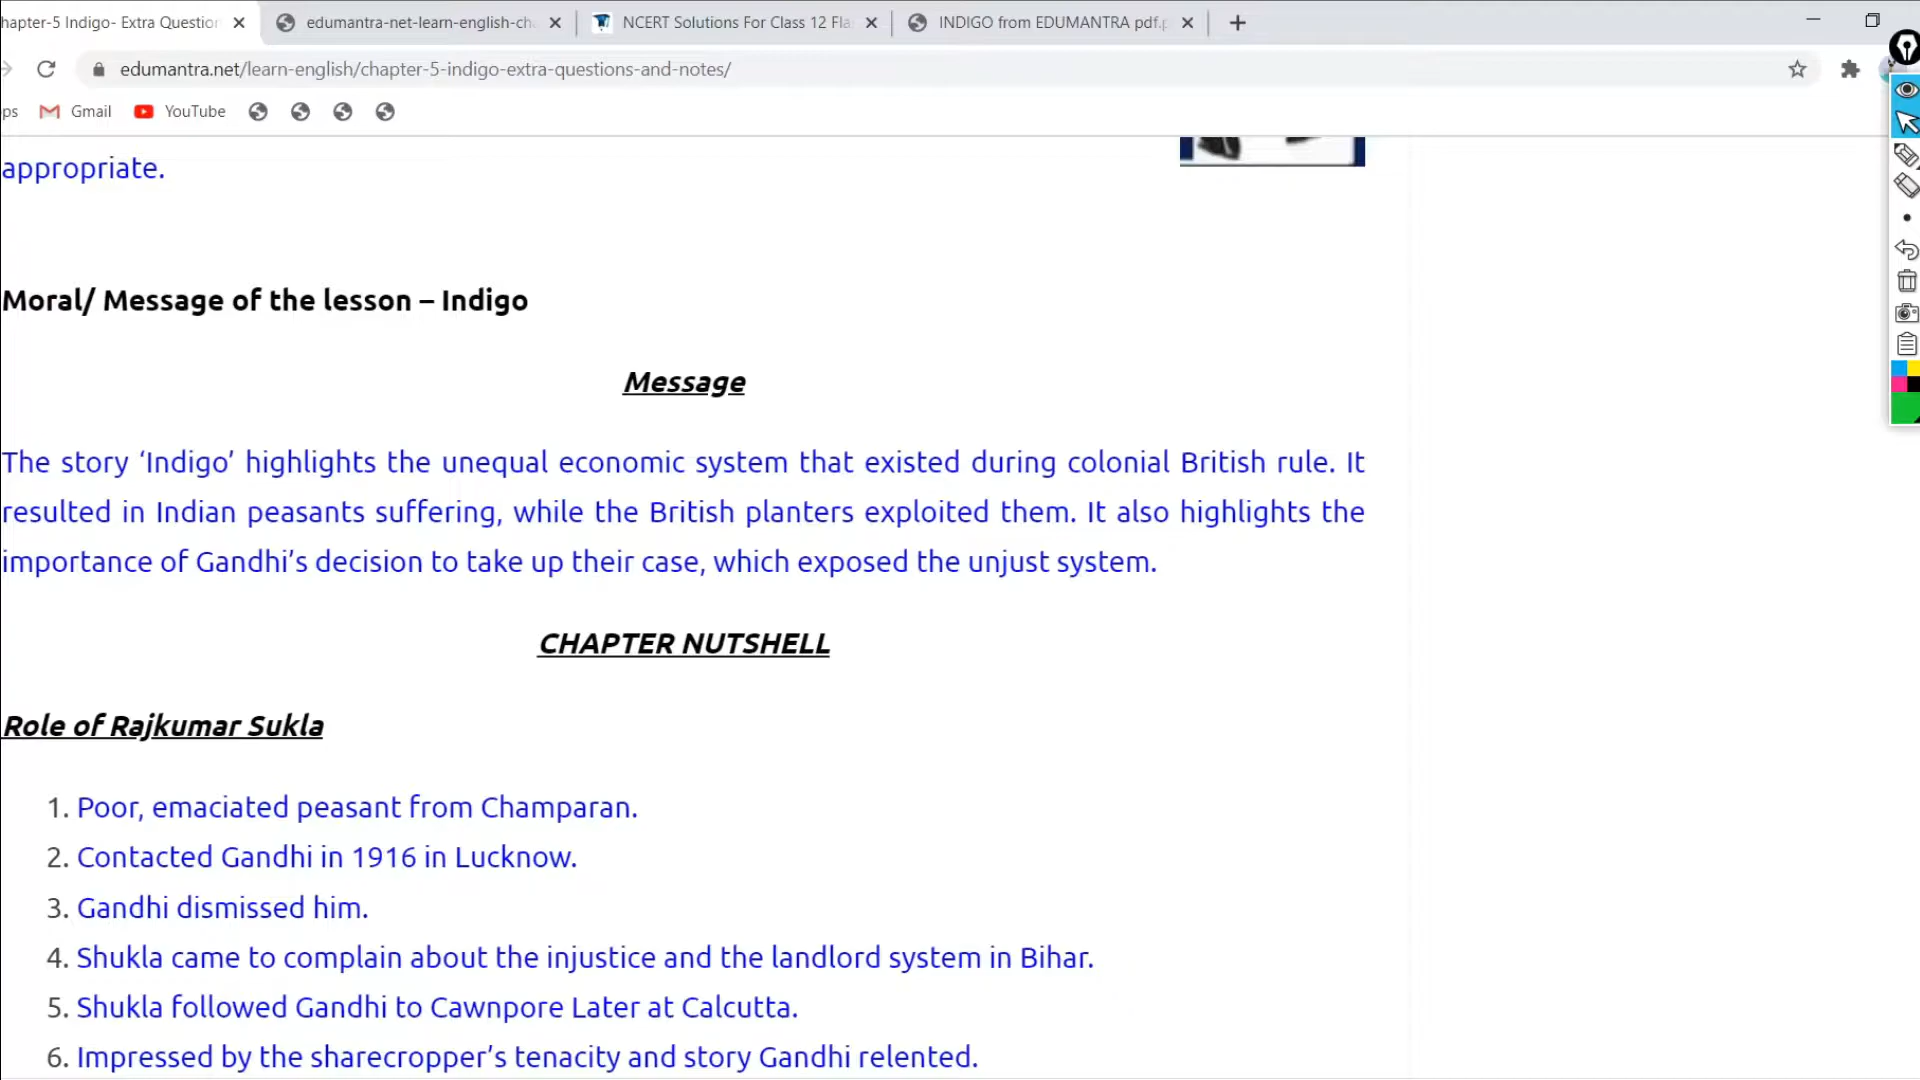 hapter-5 Indigo- Extra Question
edumantra-net-learn-english-ch
NCERT Solutions For Class 12 Fla
INDIGO from EDUMANTRA pdf.p
edumantra.net/learn-english/chapter-5-indigo-extra-questions-and-notes/
ps Gmail YouTube
appropriate.
Moral/ Message of the lesson – Indigo
Message
The story ‘Indigo’ highlights the unequal economic system that existed during colonial British rule. It
resulted in Indian peasants suffering, while the British planters exploited them. It also highlights the
importance of Gandhi’s decision to take up their case, which exposed the unjust system.
CHAPTER NUTSHELL
Role of Rajkumar Sukla
1. Poor, emaciated peasant from Champaran.
2. Contacted Gandhi in 1916 in Lucknow.
3. Gandhi dismissed him.
4. Shukla came to complain about the injustice and the landlord system in Bihar.
5. Shukla followed Gandhi to Cawnpore Later at Calcutta.
6. Impressed by the sharecropper’s tenacity and story Gandhi relented.